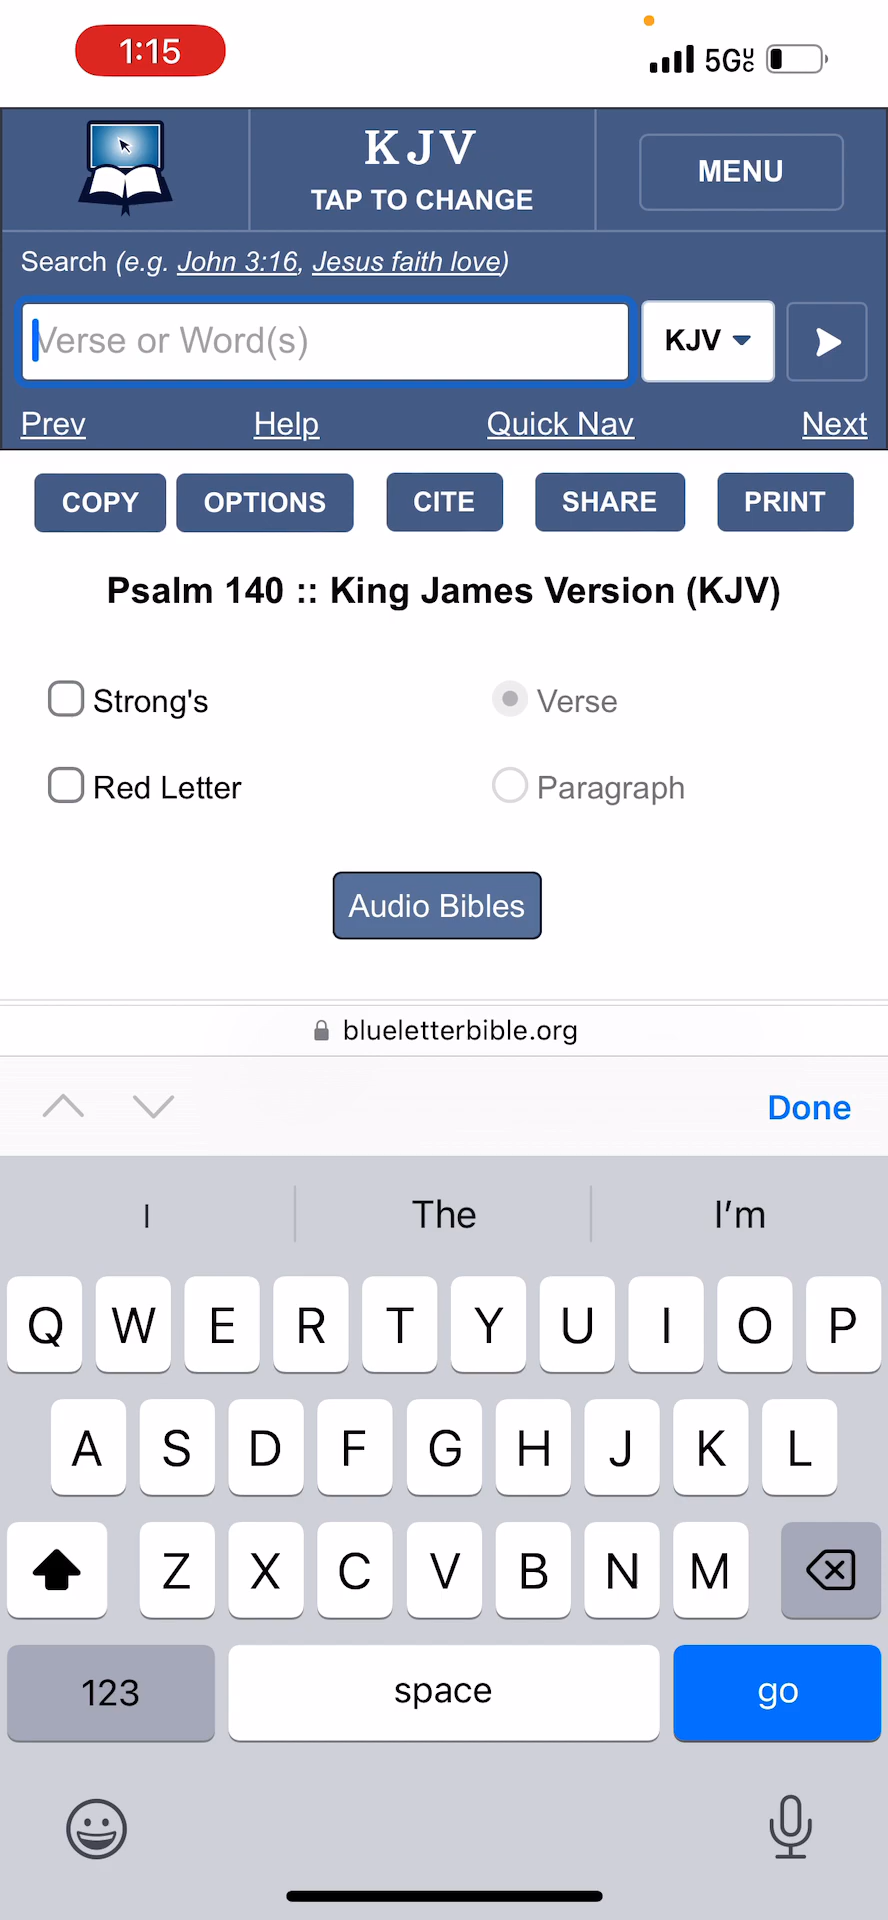 1:15
5GUC
KJV
TAP TO CHANGE
MENU
Search (e.g. John 3:16, Jesus faith love)
Verse or Word(s)
KJV
Prev Help Quick Nav Next
COPY OPTIONS CITE SHARE PRINT
Psalm 140 :: King James Version (KJV)
Strong's Verse
Red Letter Paragraph
Audio Bibles
blueletterbible.org
Done
I The I’m
Q W E R T Y U I O P
A S D F G H J K L
Z X C V B N M
123 space go